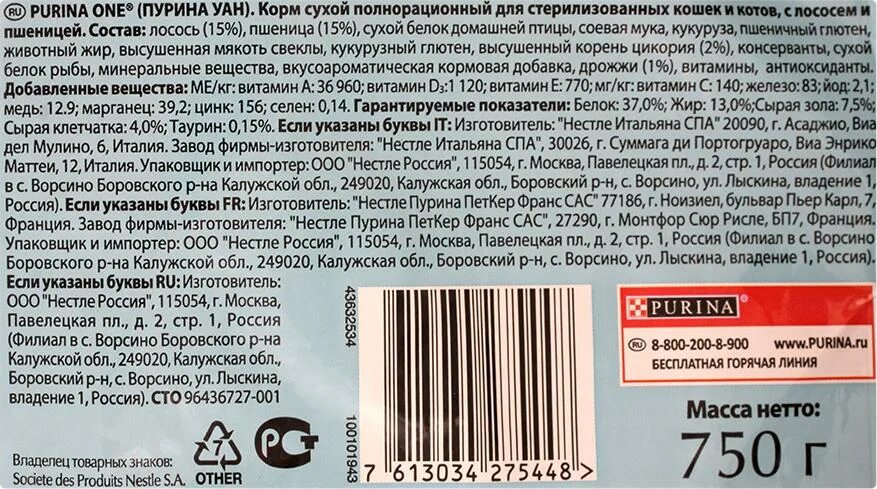 RU PURINA ONE® (ПУРИНА УАН). Корм сухой полнорационный для стерилизованных кошек и котов, с лососем и
пшеницей. Состав: лосось (15%), пшеница (15%), сухой белок домашней птицы, соевая мука, кукуруза, пшеничный глютен,
животный жир, высушенная мякоть свеклы, кукурузный глютен, высушенный корень цикория (2%), консерванты, сухой
белок рыбы, минеральные вещества, вкусоароматическая кормовая добавка, дрожжи (1%), витамины, антиоксиданты.
Добавленные вещества: МЕ/кг: витамин А: 36 960; витамин D3:1 120; витамин Е: 770; мг/кг: витамин С: 140; железо: 83; йод: 2,1;
медь: 12.9; марганец: 39,2; цинк: 156; селен: 0,14. Гарантируемые показатели: Белок: 37,0%; Жир: 13,0%;Сырая зола: 7,5%;
Сырая клетчатка: 4,0%; Таурин: 0,15%. Если указаны буквы IT: Изготовитель: "Нестле Итальяна СПА" 20090, г. Асаджио, Виа
дел Мулино, 6, Италия. Завод фирмы-изготовителя: "Нестле Итальяна СПА", 30026, г. Суммага ди Портогруаро, Виа Энрико
Маттеи, 12, Италия. Упаковщик и импортер: ООО "Нестле Россия", 115054, г. Москва, Павелецкая пл., д. 2, стр. 1, Россия (Филиал
в с. Ворсино Боровского р-на Калужской обл., 249020, Калужская обл., Боровский р-н, с. Ворсино, ул. Лыскина, владение 1,
Россия). Если указаны буквы FR: Изготовитель: "Нестле Пурина ПетКер Франс САС" 77186, г. Ноизиел, бульвар Пьер Карл, 7,
Франция. Завод фирмы-изготовителя: "Нестле Пурина ПетКер Франс САС", 27290, г. Монтфор Сюр Рисле, БП7, Франция.
Упаковщик и импортер: ООО "Нестле Россия", 115054, г. Москва, Павелецкая пл., д. 2, стр. 1, Россия (Филиал в с. Ворсино
Боровского р-на Калужской обл., 249020, Калужская обл., Боровский р-н, с. Ворсино, ул. Лыскина, владение 1, Россия).
Если указаны буквы RU: Изготовитель:
ООО "Нестле Россия", 115054, г. Москва,
Павелецкая пл., д. 2, стр. 1, Россия
(Филиал в с. Ворсино Боровского р-на
Калужской обл., 249020, Калужская обл.,
Боровский р-н, с. Ворсино, ул. Лыскина,
владение 1, Россия). СТО 96436727-001
Владелец товарных знаков:
Societe des Produits Nestle S.A.
7
OTHER
РСТ
43632534
100101943
7 613034 275448 >
PURINA®
RU 8-800-200-8-900 www.PURINA.ru
БЕСПЛАТНАЯ ГОРЯЧАЯ ЛИНИЯ
Масса нетто:
750 г